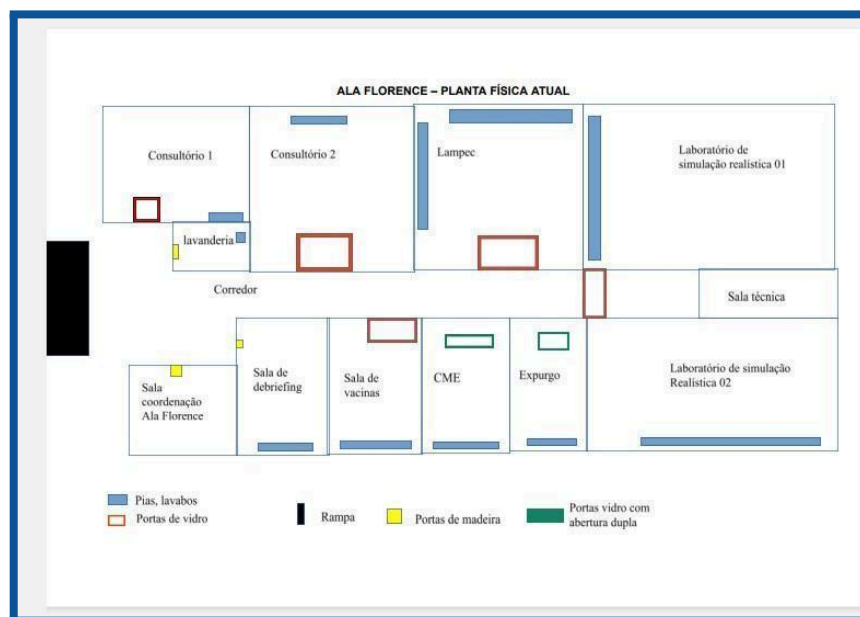 ALA FLORENCE – PLANTA FÍSICA ATUAL
Consultório 1
Consultório 2
Lampec
Laboratório de
simulação realística 01
lavanderia
Corredor
Sala técnica
Sala
coordenação
Ala Florence
Sala de
debriefing
Sala de
vacinas
CME
Expurgo
Laboratório de simulação
Realística 02
Pias, lavabos
Portas de vidro
Rampa
Portas de madeira
Portas vidro com
abertura dupla